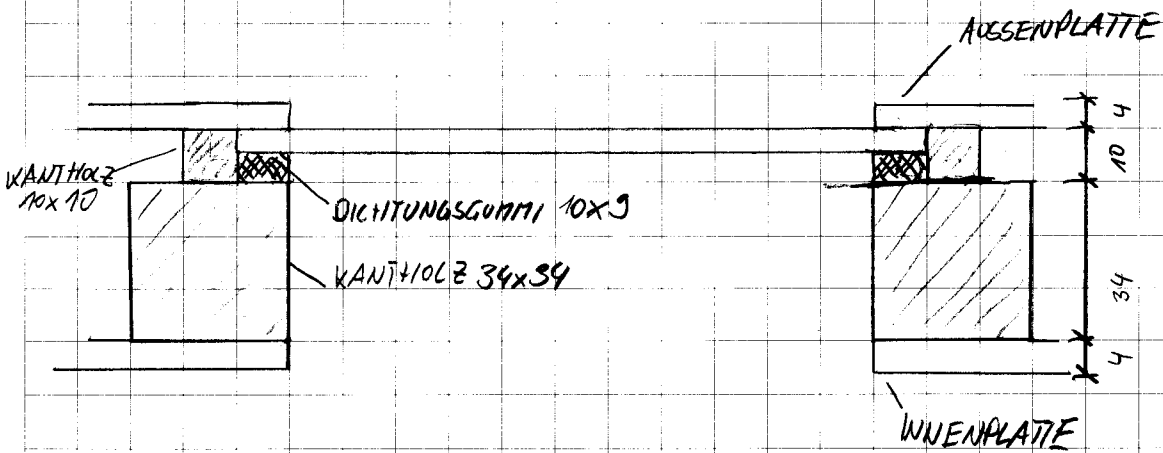 AUSSENPLATTE
4
KANTHOLZ
10x10
10
DICHTUNGSGUMMI 10x9
KANTHOLZ 34x34
34
4
INNENPLATTE